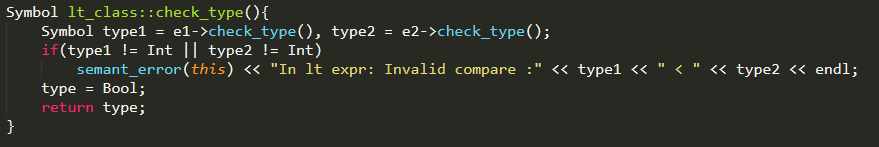 Symbol lt_class::check_type(){
    Symbol type1 = e1->check_type(), type2 = e2->check_type();
    if(type1 != Int || type2 != Int)
        semant_error(this) << "In lt expr: Invalid compare :" << type1 << " < " << type2 << endl;
    type = Bool;
    return type;
}